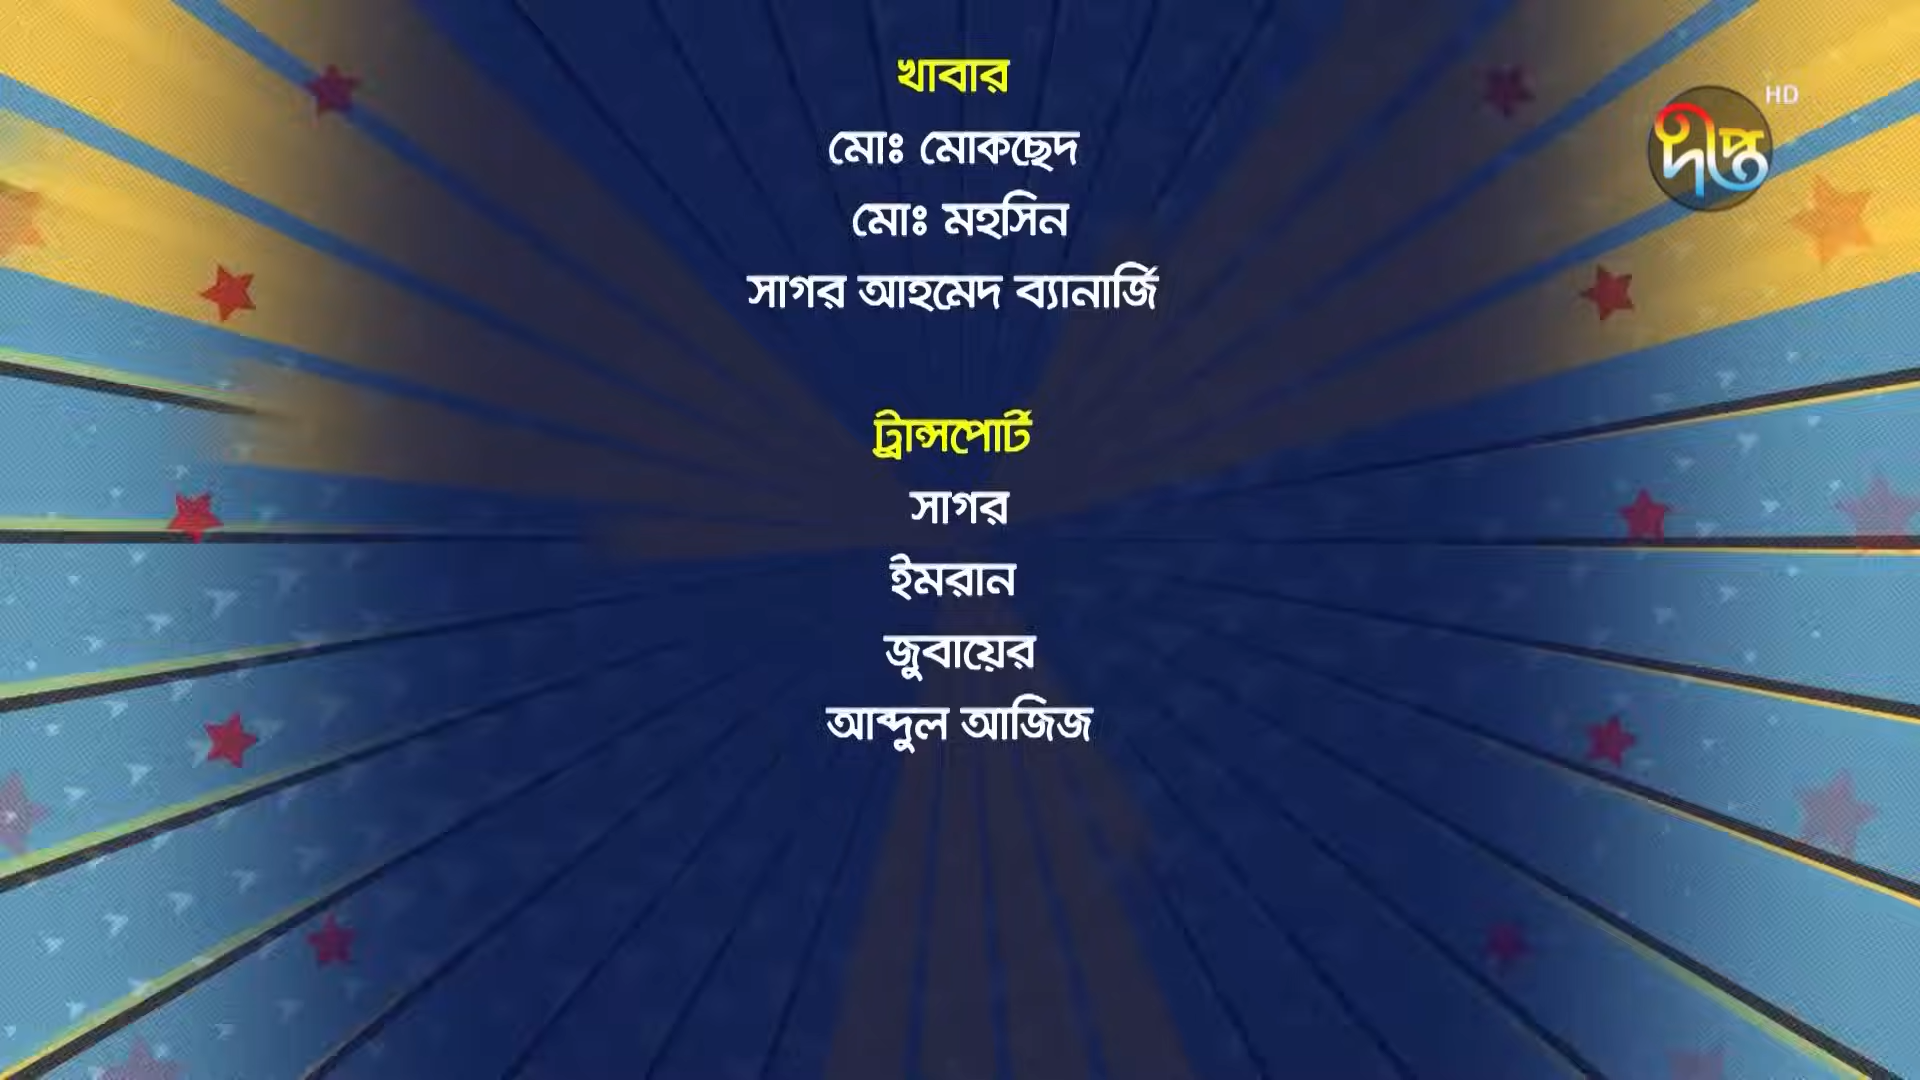 খাবার
HD
দীপ্ত
মোঃ মোকছেদ
মোঃ মহসিন
সাগর আহমেদ ব্যানার্জি
ট্রান্সপোর্ট
সাগর
ইমরান
জুবায়ের
আব্দুল আজিজ